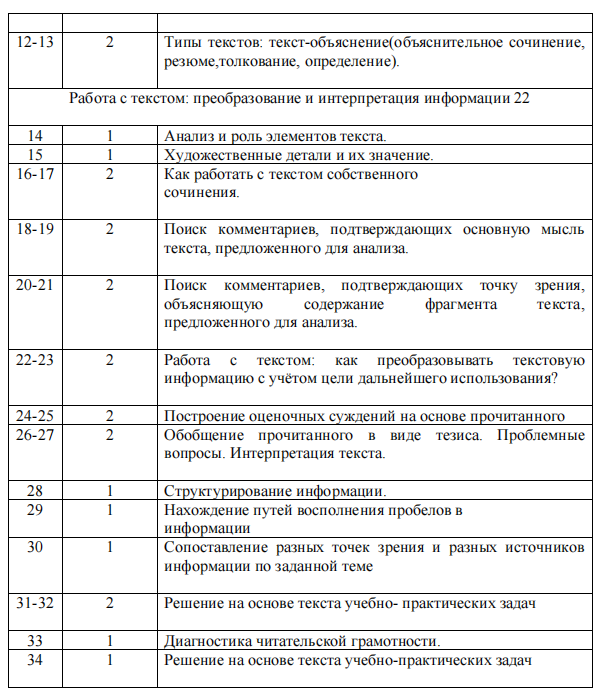 12-13 2 Типы текстов: текст-объяснение(объяснительное сочинение,
резюме,толкование, определение).
Работа с текстом: преобразование и интерпретация информации 22
14 1 Анализ и роль элементов текста.
15 1 Художественные детали и их значение.
16-17 2 Как работать с текстом собственного
сочинения.
18-19 2 Поиск комментариев, подтверждающих основную мысль
текста, предложенного для анализа.
20-21 2 Поиск комментариев, подтверждающих точку зрения,
объясняющую содержание фрагмента текста,
предложенного для анализа.
22-23 2 Работа с текстом: как преобразовывать текстовую
информацию с учётом цели дальнейшего использования?
24-25 2 Построение оценочных суждений на основе прочитанного
26-27 2 Обобщение прочитанного в виде тезиса. Проблемные
вопросы. Интерпретация текста.
28 1 Структурирование информации.
29 1 Нахождение путей восполнения пробелов в
информации
30 1 Сопоставление разных точек зрения и разных источников
информации по заданной теме
31-32 2 Решение на основе текста учебно- практических задач
33 1 Диагностика читательской грамотности.
34 1 Решение на основе текста учебно-практических задач